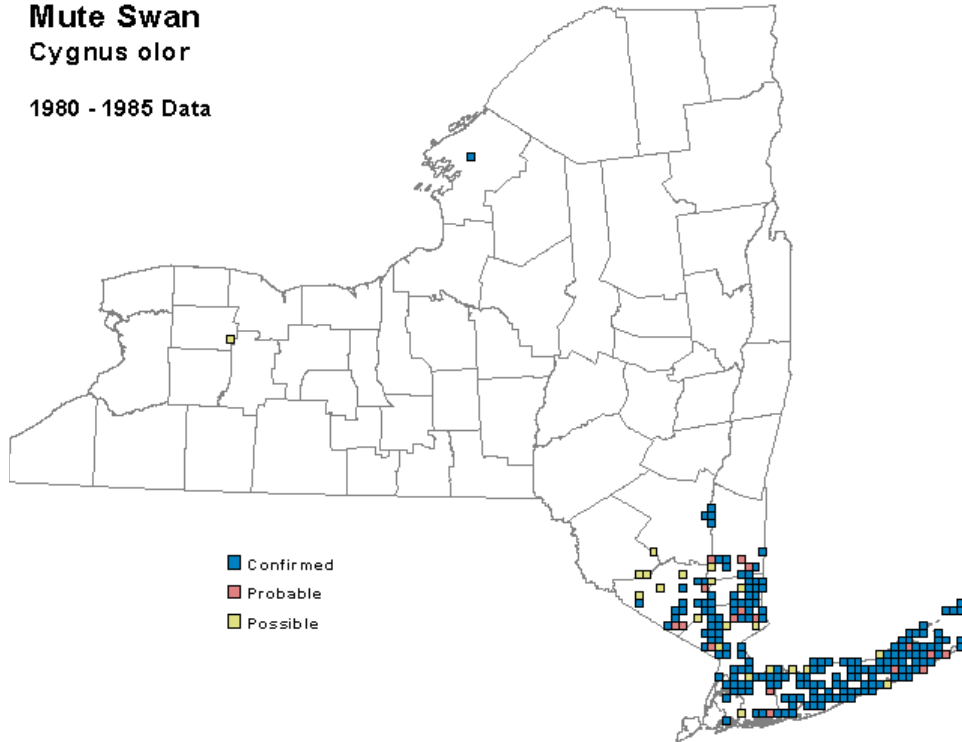 Mute Swan
Cygnus olor
1980 - 1985 Data
Confirmed
Probable
Possible